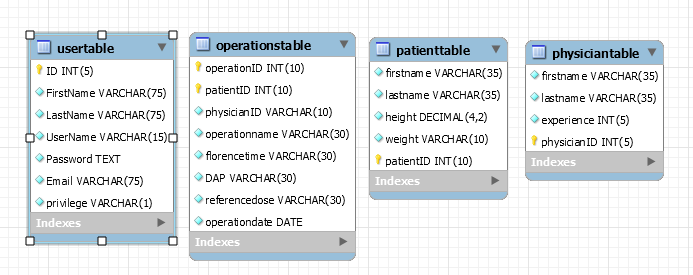 usertable
ID INT(5)
FirstName VARCHAR(75)
LastName VARCHAR(75)
UserName VARCHAR(15)
Password TEXT
Email VARCHAR(75)
privilege VARCHAR(1)
Indexes
operationstable
operationID INT(10)
patientID INT(10)
physicianID VARCHAR(10)
operationname VARCHAR(30)
florencetime VARCHAR(30)
DAP VARCHAR(30)
referencedose VARCHAR(30)
operationdate DATE
Indexes
patienttable
firstname VARCHAR(35)
lastname VARCHAR(35)
height DECIMAL(4,2)
weight VARCHAR(10)
patientID INT(10)
Indexes
physiciantable
firstname VARCHAR(35)
lastname VARCHAR(35)
experience INT(5)
physicianID INT(5)
Indexes